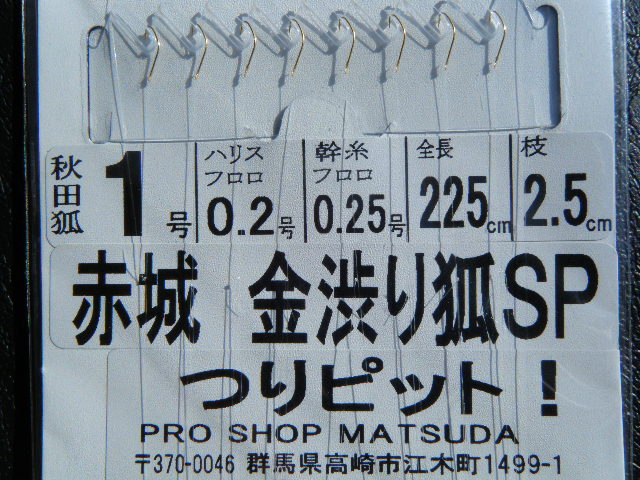 秋田狐 1号 ハリス フロロ 0.2号 幹糸 フロロ 0.25号 全長 225cm 枝 2.5cm
赤城 金渋り狐SP
つりピット!
PRO SHOP MATSUDA
〒370-0046 群馬県高崎市江木町1499-1